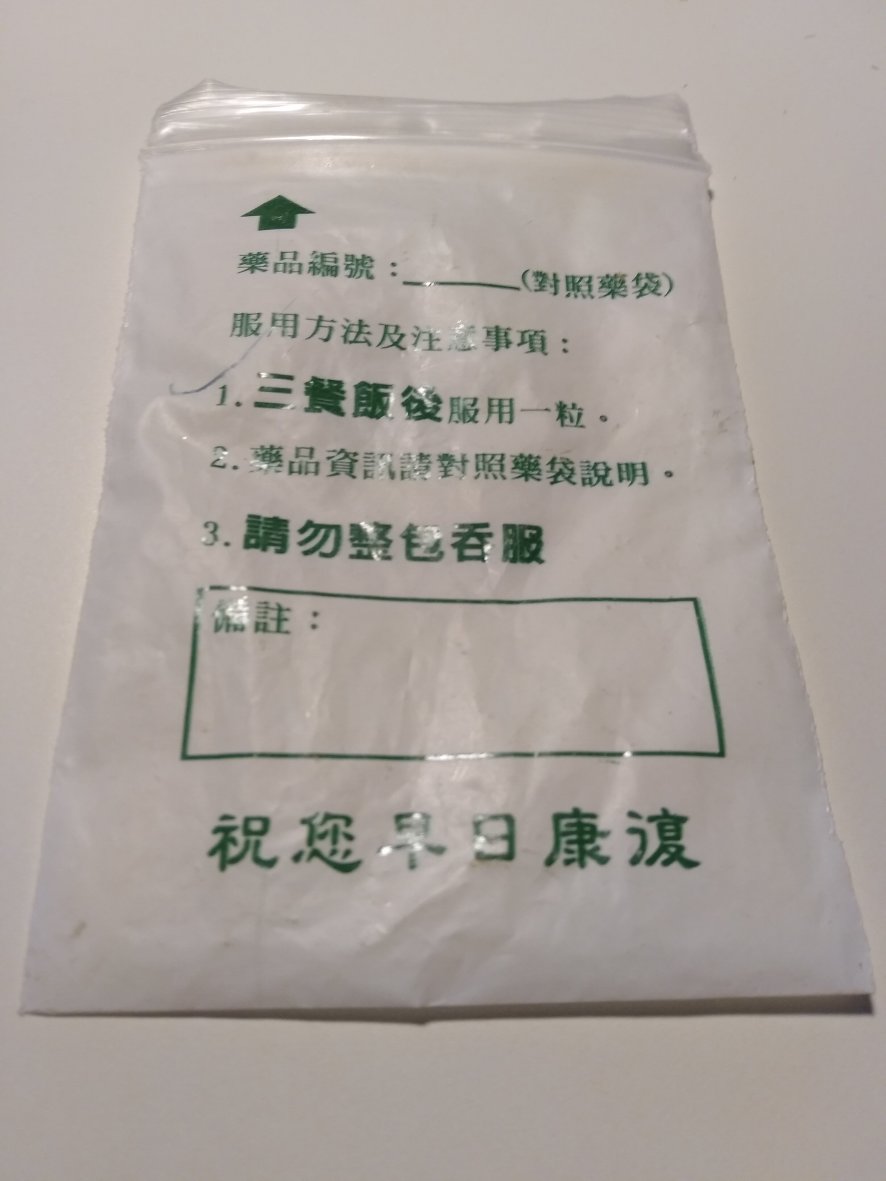 藥品編號：______(對照藥袋)
服用方法及注意事項：
1.三餐飯後服用一粒。
2.藥品資訊請對照藥袋說明。
3.請勿整包吞服
備註：
祝您早日康復